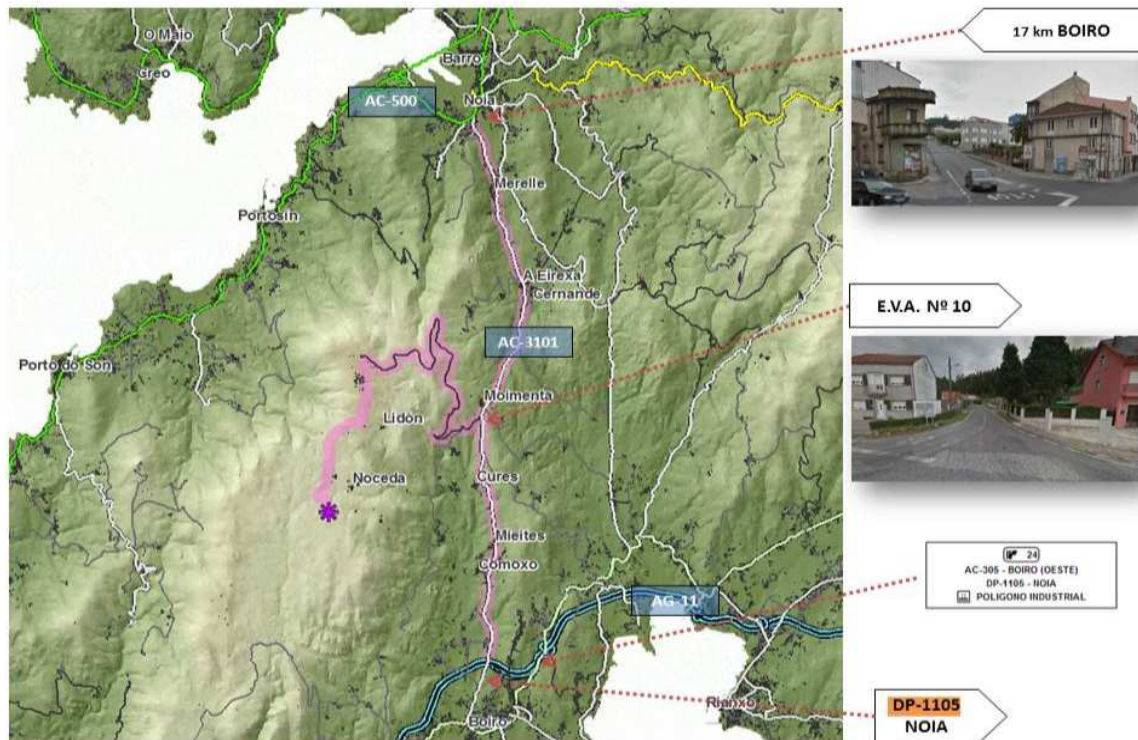 O Maio
Creo
Barro
AC-500
Noia
Merelle
Portosín
A Eirexa
Cernande
AC-3101
Porto do Son
Moimenta
Lidón
Cures
Noceda
Mieites
Comoxo
AG-11
Rianxo
Boiro
17 km BOIRO
E.V.A. Nº 10
24
AC-305 - BOIRO (OESTE)
DP-1105 - NOIA
POLIGONO INDUSTRIAL
DP-1105
NOIA